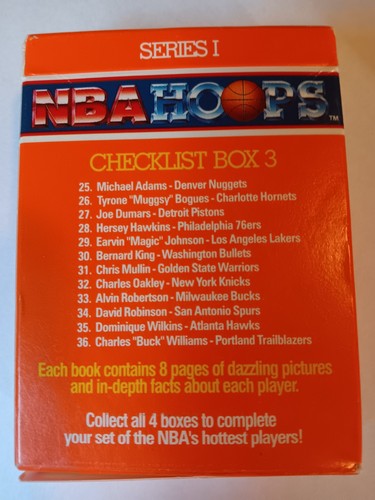 SERIES I
NBA HOOPS TM
CHECKLIST BOX 3
25. Michael Adams - Denver Nuggets
26. Tyrone "Muggsy" Bogues - Charlotte Hornets
27. Joe Dumars - Detroit Pistons
28. Hersey Hawkins - Philadelphia 76ers
29. Earvin "Magic" Johnson - Los Angeles Lakers
30. Bernard King - Washington Bullets
31. Chris Mullin - Golden State Warriors
32. Charles Oakley - New York Knicks
33. Alvin Robertson - Milwaukee Bucks
34. David Robinson - San Antonio Spurs
35. Dominique Wilkins - Atlanta Hawks
36. Charles "Buck" Williams - Portland Trailblazers
Each book contains 8 pages of dazzling pictures
and in-depth facts about each player.
Collect all 4 boxes to complete
your set of the NBA's hottest players!